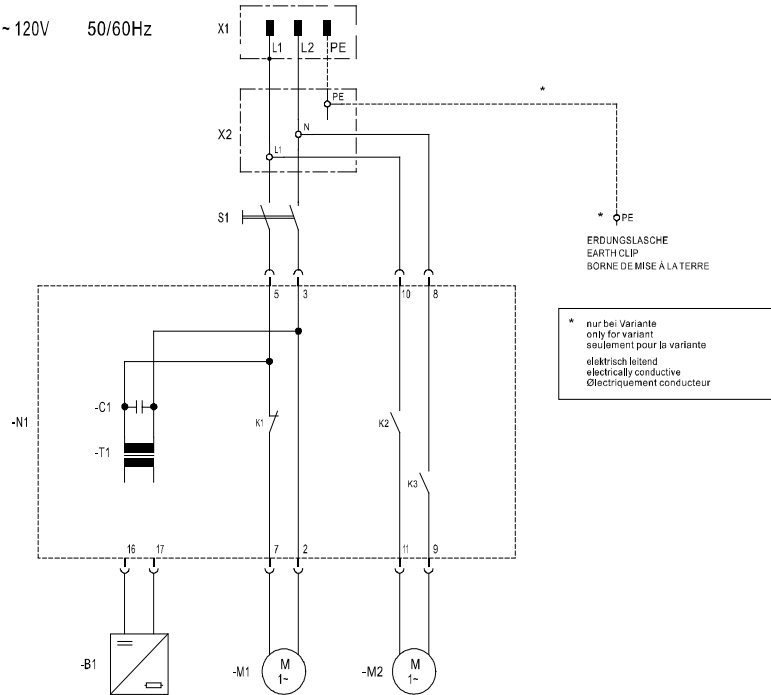 ~ 120V 50/60Hz
X1
L1 L2 PE
PE
*
X2
N
L1
S1
* PE
ERDUNGSLASCHE
EARTH CLIP
BORNE DE MISE À LA TERRE
5 3 10 8
* nur bei Variante
only for variant
seulement pour la variante
elektrisch leitend
electrically conductive
Ølectriquement conducteur
-C1
-N1
K1
K2
-T1
K3
16 17 7 2 11 9
-B1
-M1
M
1~
-M2
M
1~